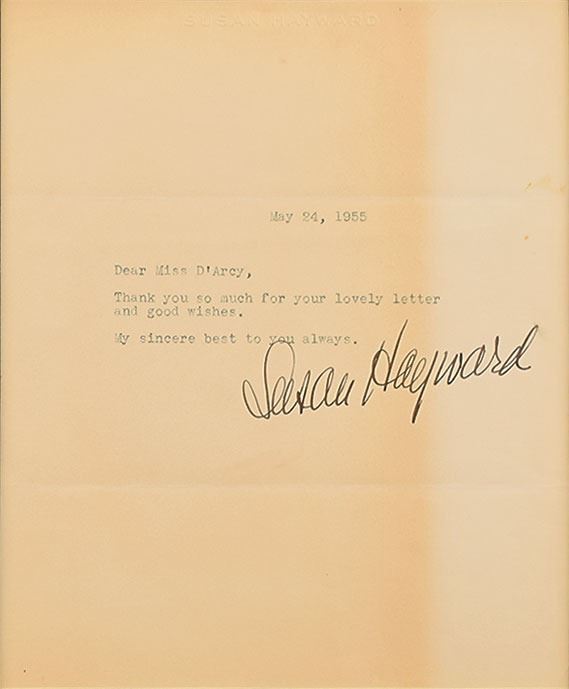 SUSAN HAYWARD
May 24, 1955
Dear Miss D'Arcy,
Thank you so much for your lovely letter
and good wishes.
My sincere best to you always.
Susan Hayward